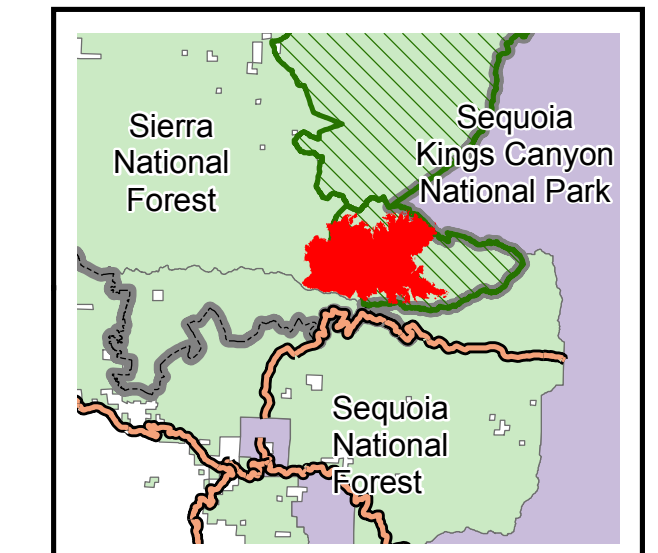 Sierra
National
Forest
Sequoia
Kings Canyon
National Park
Sequoia
National
Forest